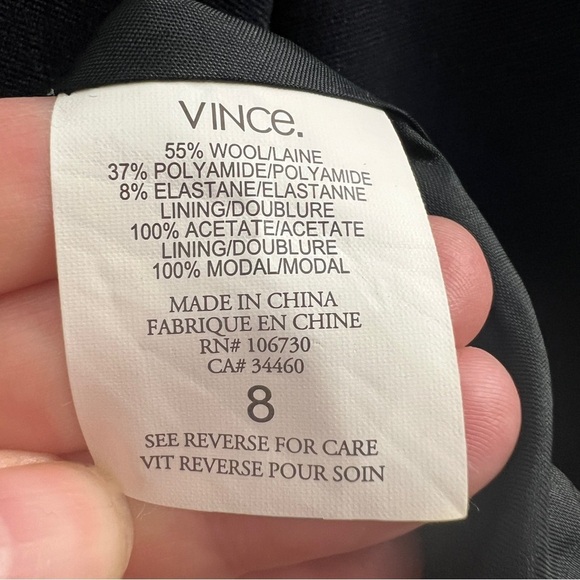 VINCe.
55% WOOL/LAINE
37% POLYAMIDE/POLYAMIDE
8% ELASTANE/ELASTANNE
LINING/DOUBLURE
100% ACETATE/ACETATE
LINING/DOUBLURE
100% MODAL/MODAL
MADE IN CHINA
FABRIQUE EN CHINE
RN# 106730
CA# 34460
8
SEE REVERSE FOR CARE
VIT REVERSE POUR SOIN